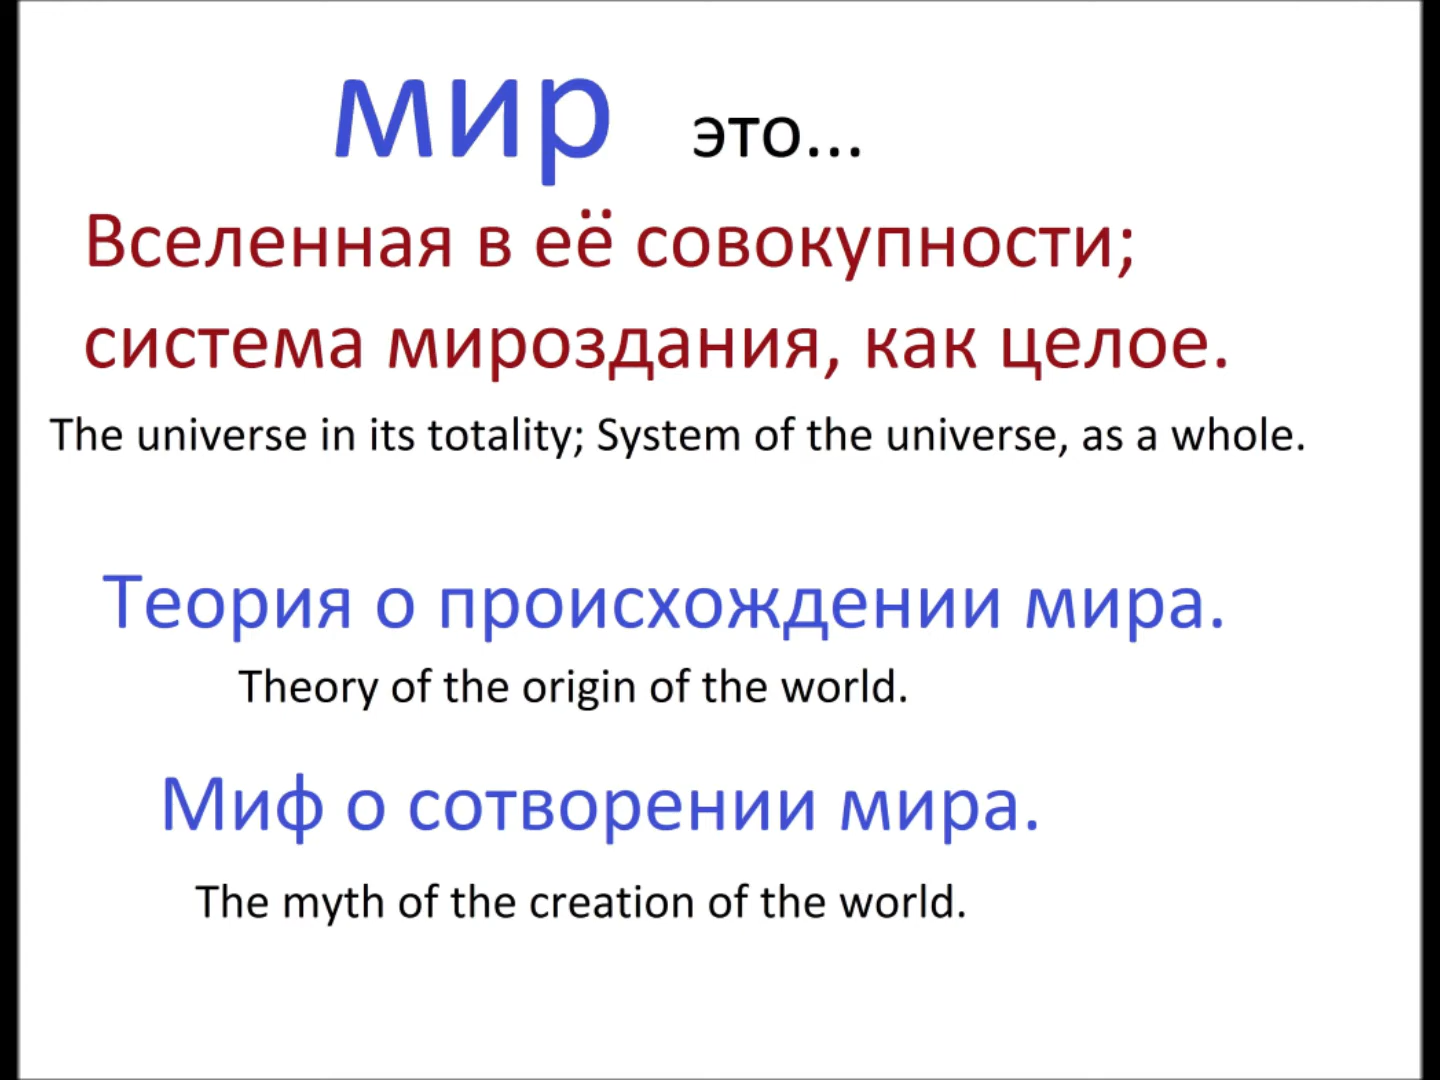 мир это...
Вселенная в её совокупности;
система мироздания, как целое.
The universe in its totality; System of the universe, as a whole.
Теория о происхождении мира.
Theory of the origin of the world.
Миф о сотворении мира.
The myth of the creation of the world.